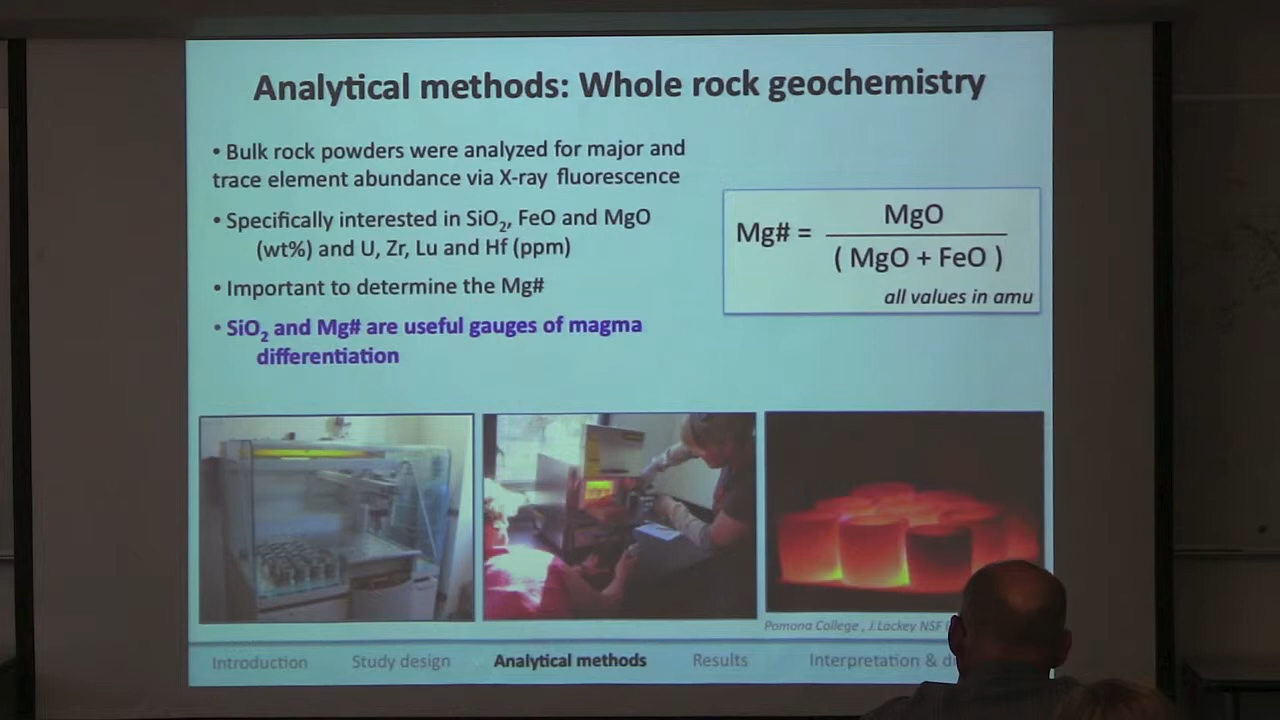 Analytical methods: Whole rock geochemistry
• Bulk rock powders were analyzed for major and
trace element abundance via X-ray fluorescence
• Specifically interested in SiO₂, FeO and MgO
(wt%) and U, Zr, Lu and Hf (ppm)
• Important to determine the Mg#
• SiO₂ and Mg# are useful gauges of magma
differentiation
Mg# =
MgO
( MgO + FeO )
all values in amu
Pomona College , J.Lackey NSF
Introduction Study design Analytical methods Results Interpretation &